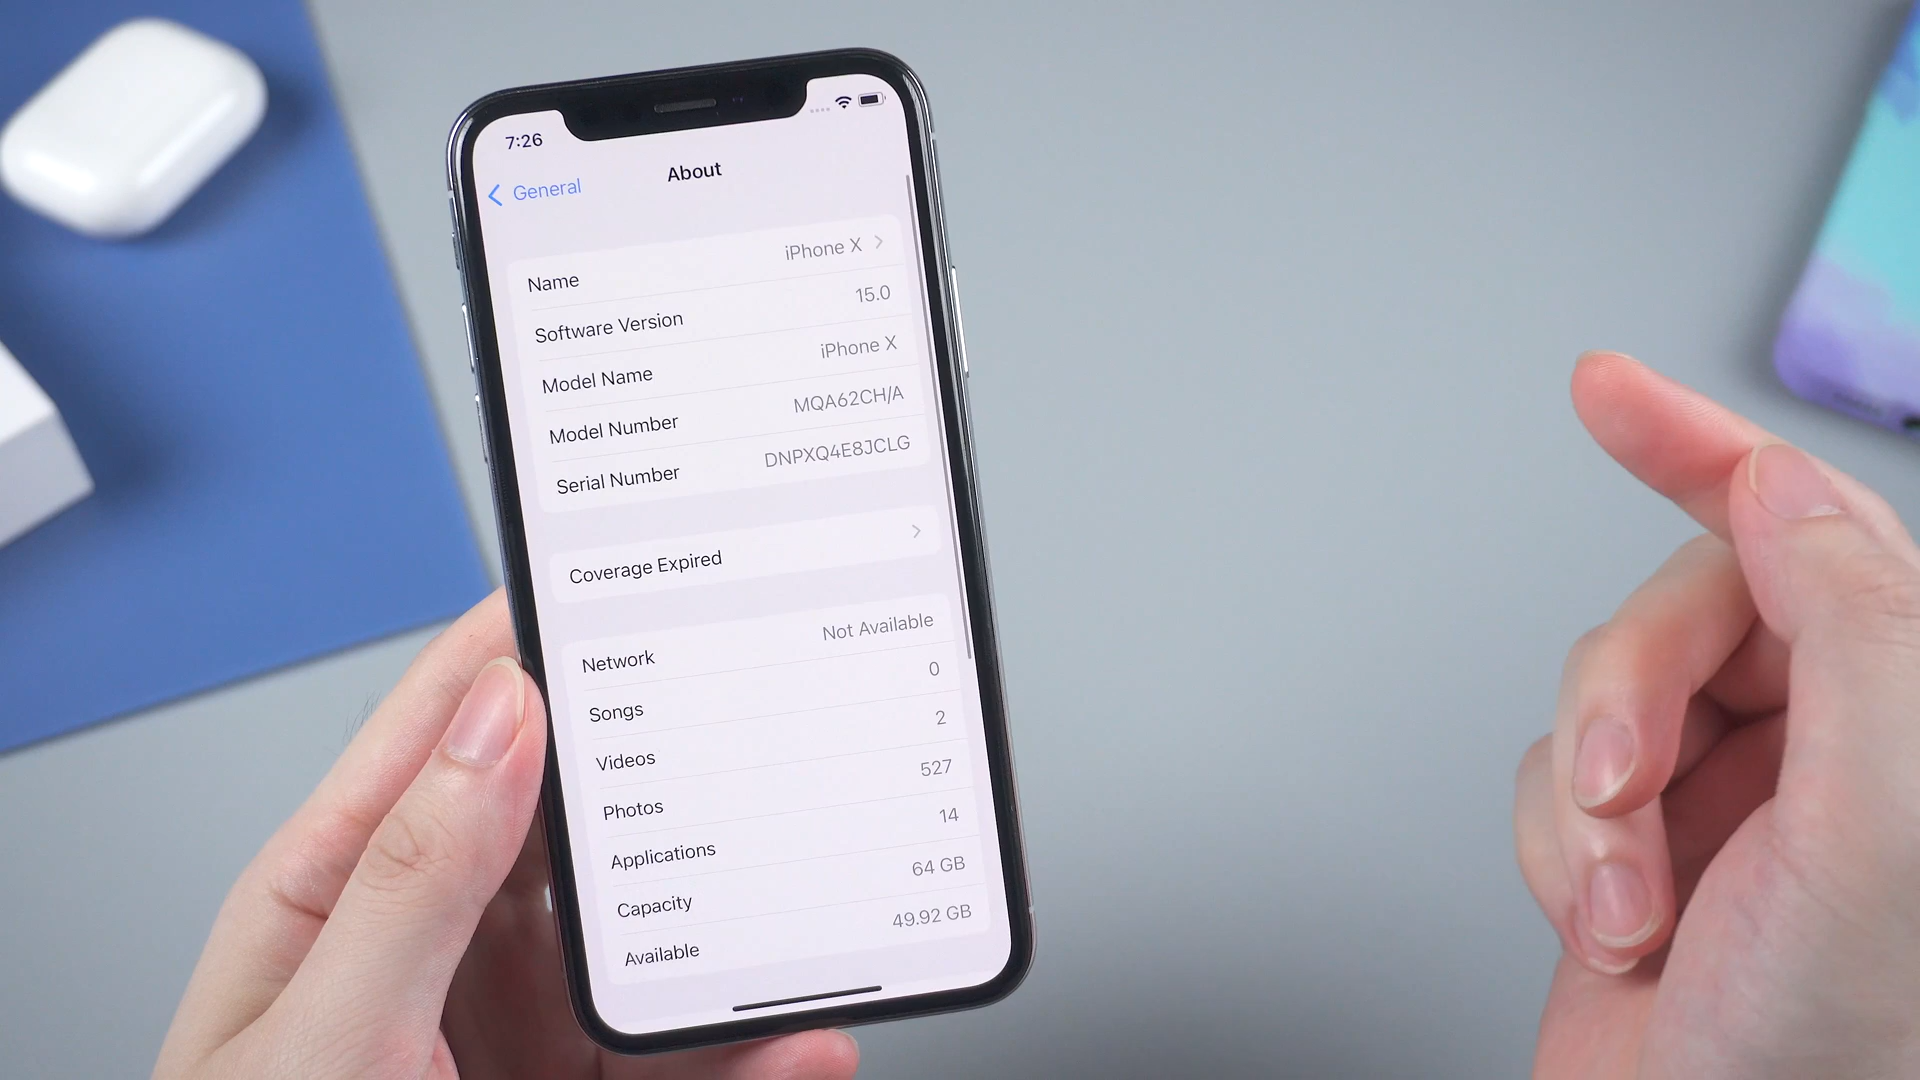 7:26
General
About
Name iPhone X
Software Version 15.0
Model Name iPhone X
Model Number MQA62CH/A
Serial Number DNPXQ4E8JCLG
Coverage Expired
Network Not Available
Songs 0
Videos 2
Photos 527
Applications 14
Capacity 64 GB
Available 49.92 GB